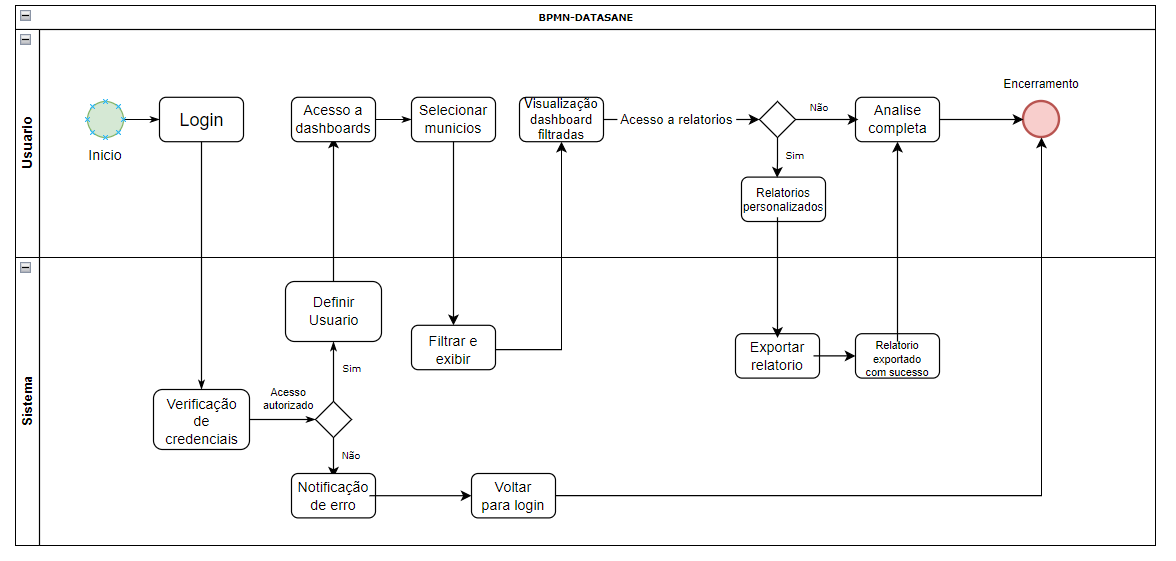 BPMN-DATASANE
Usuario
Inicio
Login
Acesso a
dashboards
Selecionar
municios
Visualização
dashboard
filtradas
Acesso a relatorios
Não
Sim
Analise
completa
Encerramento
Relatorios
personalizados
Sistema
Definir
Usuario
Filtrar e
exibir
Exportar
relatorio
Relatorio
exportado
com sucesso
Sim
Verificação
de
credenciais
Acesso
autorizado
Não
Notificação
de erro
Voltar
para login